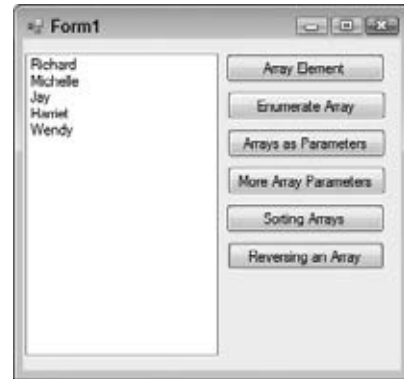 Form1
Richard
Michelle
Jay
Harriet
Wendy
Array Element
Enumerate Array
Arrays as Parameters
More Array Parameters
Sorting Arrays
Reversing an Array